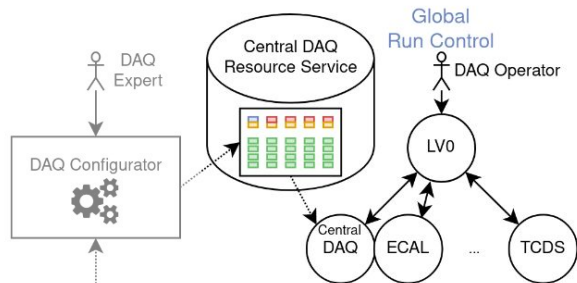 Global
Run Control
Central DAQ
Resource Service
DAQ
Expert
DAQ Operator
DAQ Configurator
LV0
Central
DAQ
ECAL
...
TCDS